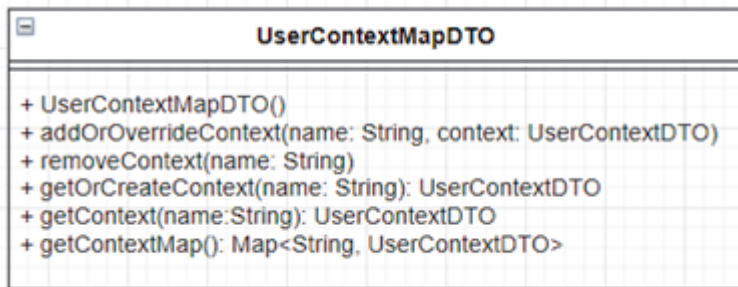 UserContextMapDTO
+ UserContextMapDTO()
+ addOrOverrideContext(name: String, context: UserContextDTO)
+ removeContext(name: String)
+ getOrCreateContext(name: String): UserContextDTO
+ getContext(name:String): UserContextDTO
+ getContextMap(): Map<String, UserContextDTO>